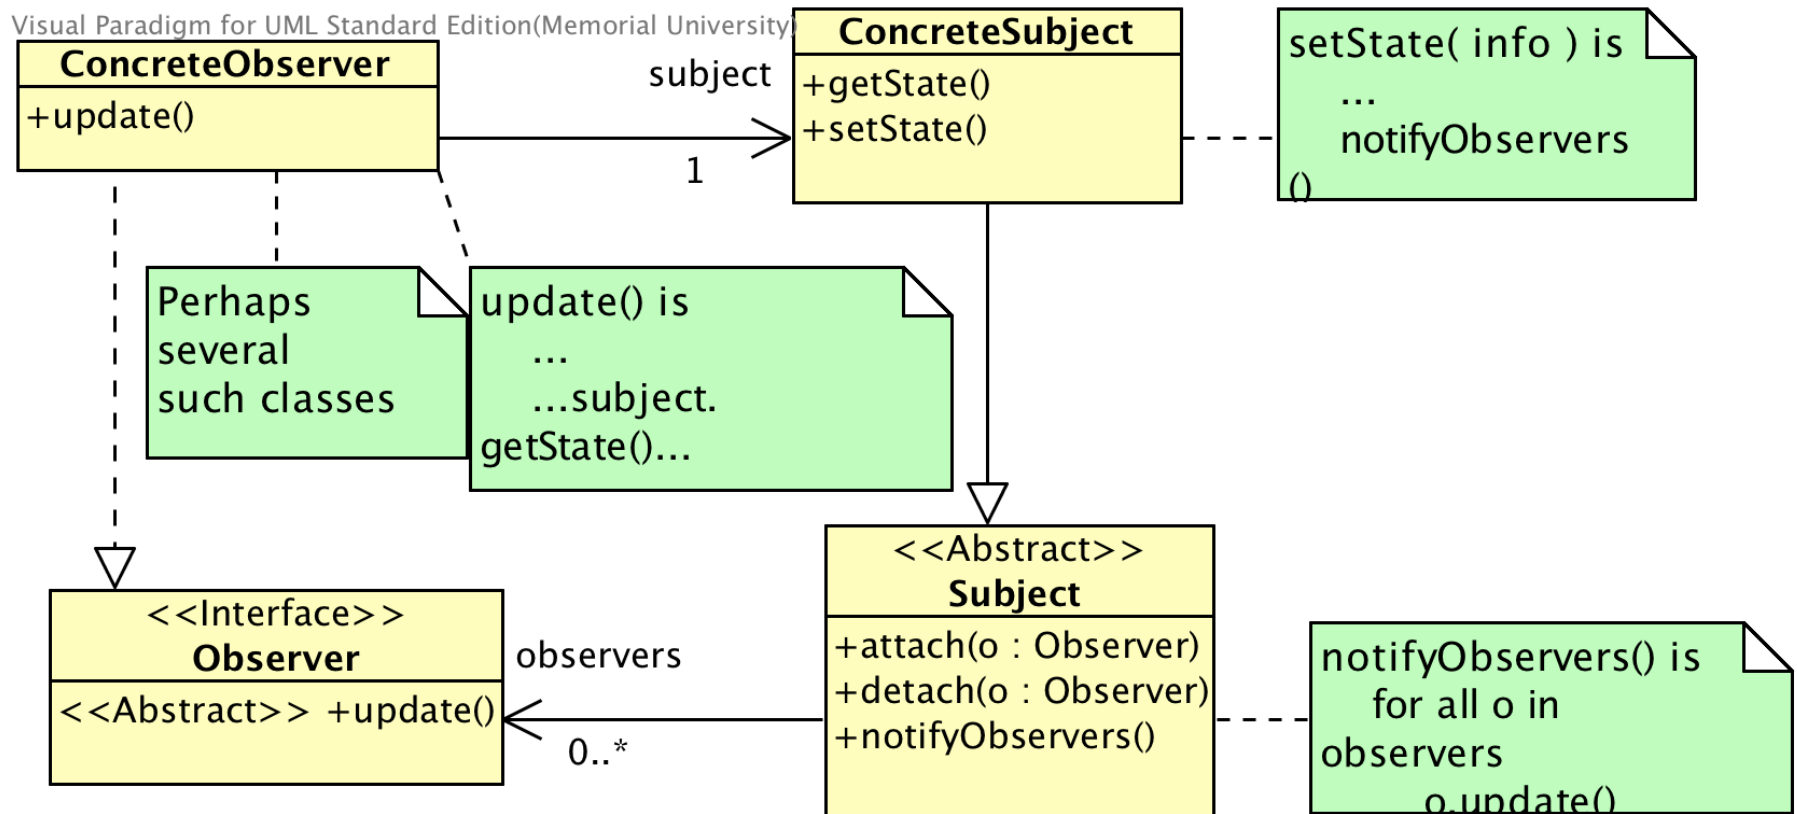 Visual Paradigm for UML Standard Edition(Memorial University)
ConcreteObserver
+update()
subject
1
ConcreteSubject
+getState()
+setState()
setState( info ) is
...
notifyObservers
()
Perhaps
several
such classes
update() is
...
...subject.
getState()...
<<Interface>>
Observer
<<Abstract>> +update()
observers
0..*
<<Abstract>>
Subject
+attach(o : Observer)
+detach(o : Observer)
+notifyObservers()
notifyObservers() is
for all o in
observers
o.update()